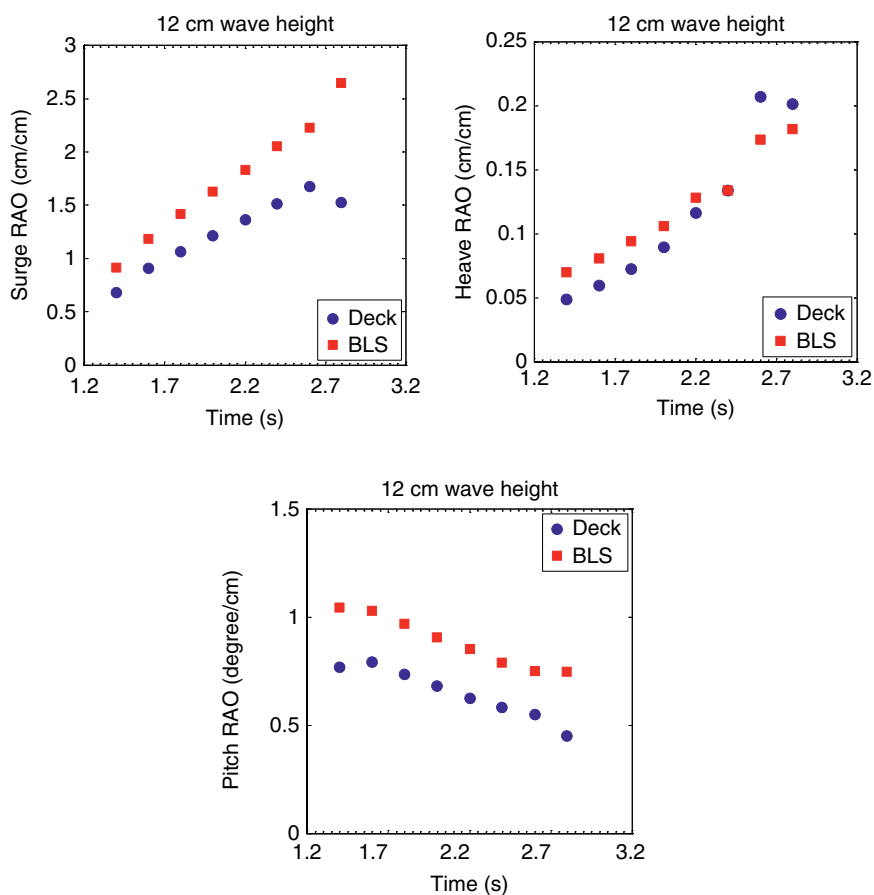 12 cm wave height
3
2.5
2
1.5
1
0.5
0
Surge RAO (cm/cm)
Deck
BLS
1.2 1.7 2.2 2.7 3.2
Time (s)
12 cm wave height
0.25
0.2
0.15
0.1
0.05
0
Heave RAO (cm/cm)
Deck
BLS
1.2 1.7 2.2 2.7 3.2
Time (s)
12 cm wave height
1.5
1
0.5
0
Pitch RAO (degree/cm)
Deck
BLS
1.2 1.7 2.2 2.7 3.2
Time (s)